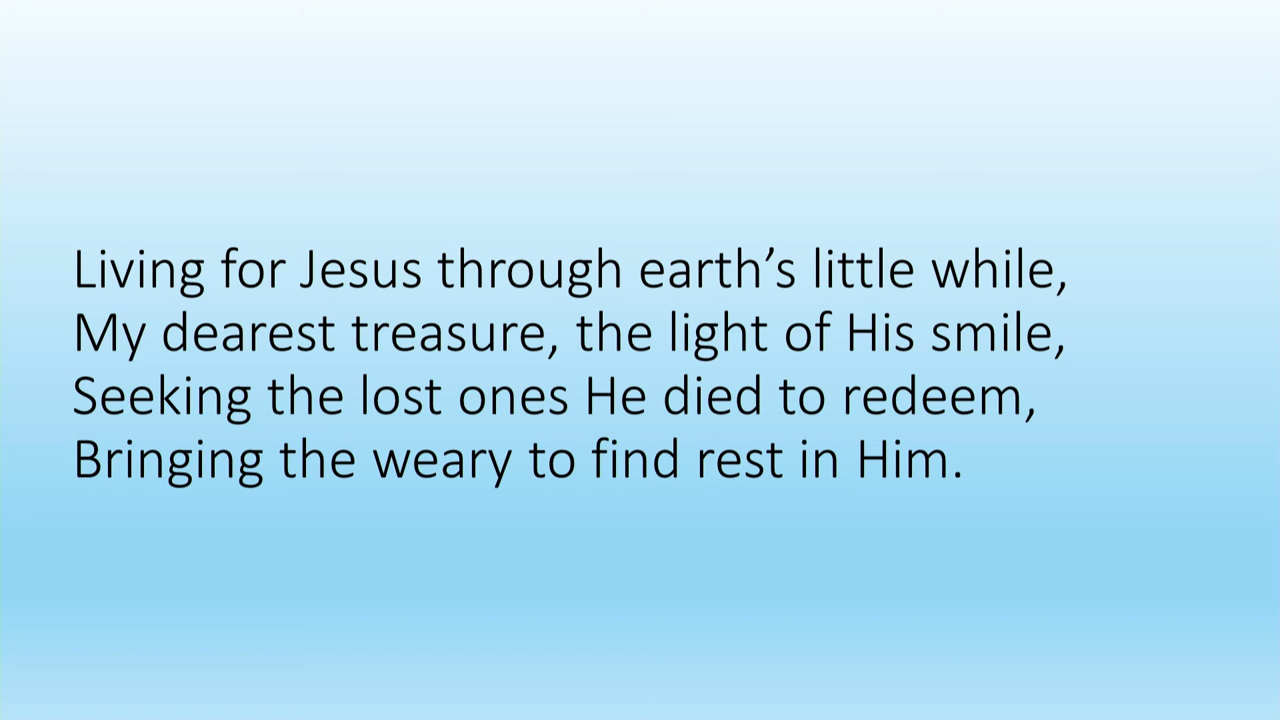 Living for Jesus through earth’s little while,
My dearest treasure, the light of His smile,
Seeking the lost ones He died to redeem,
Bringing the weary to find rest in Him.